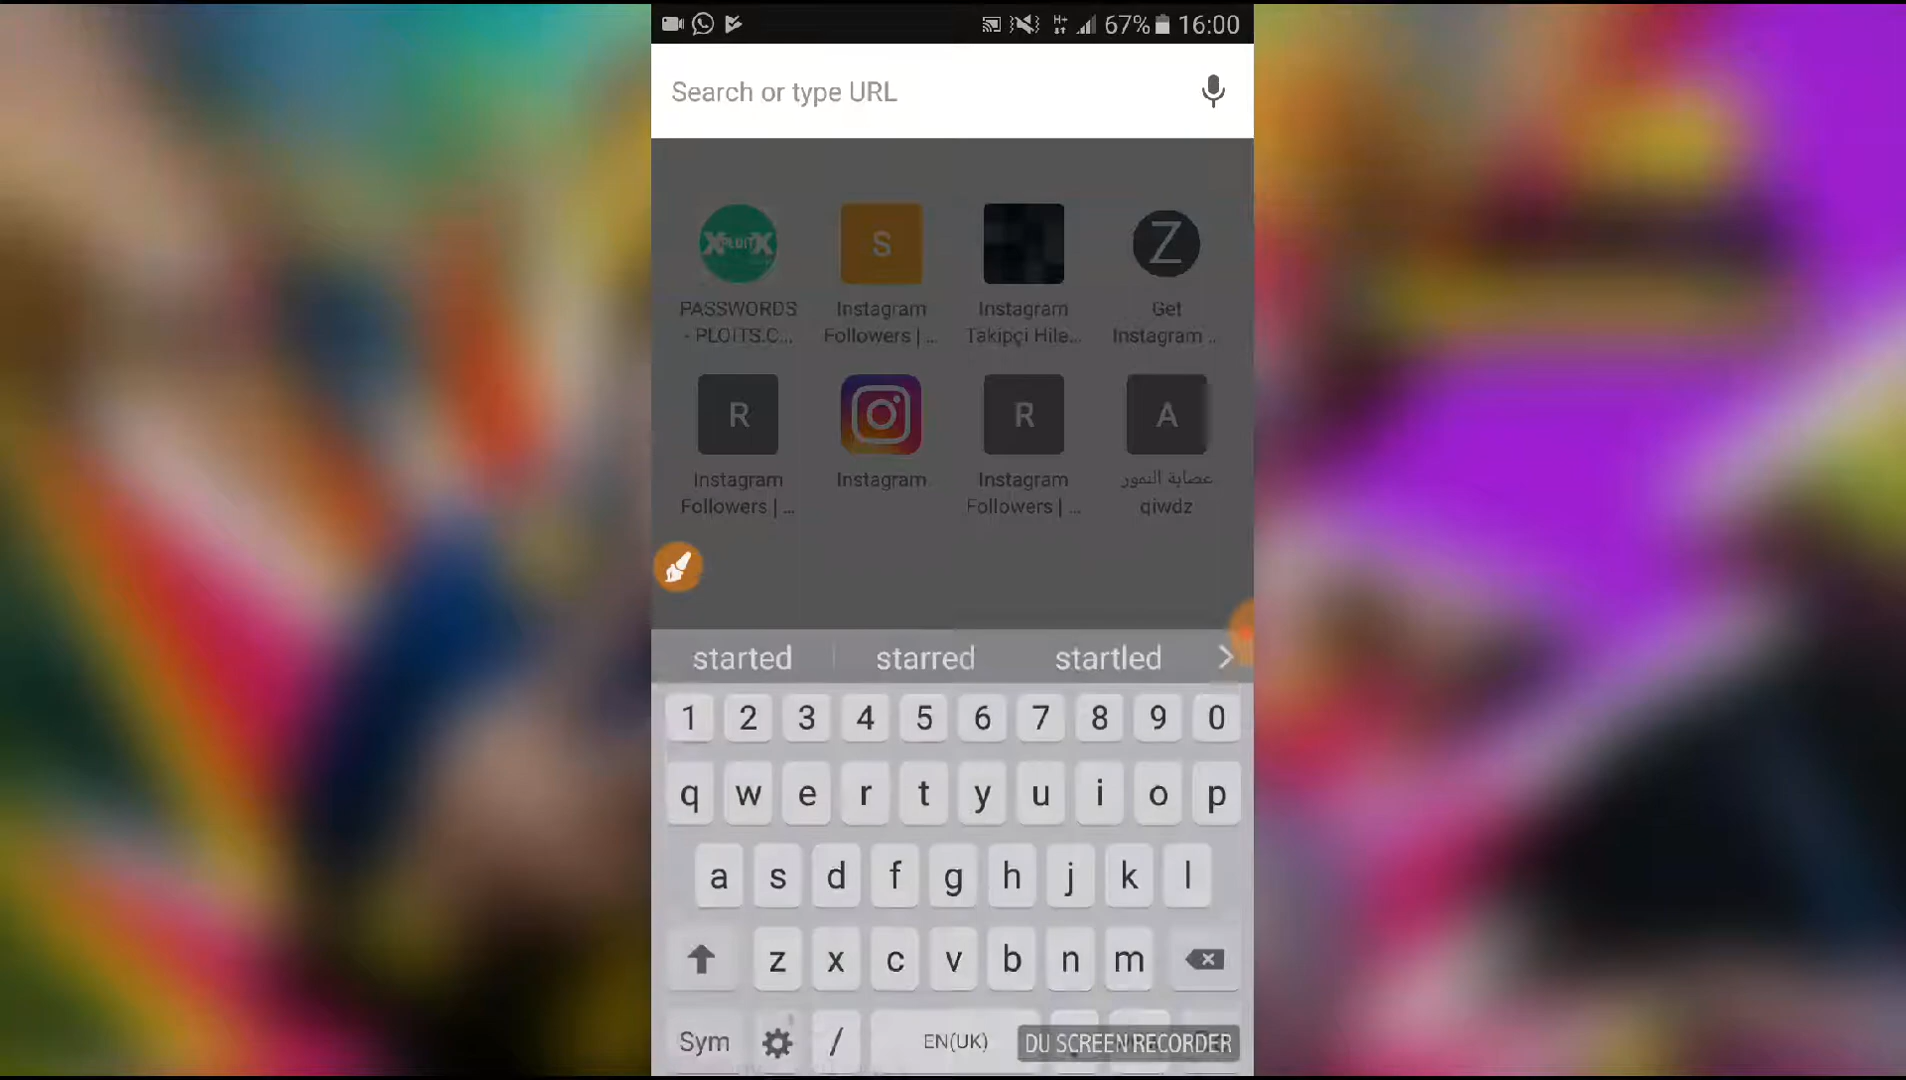 67% 16:00
Search or type URL
XPLOITX
S
Z
PASSWORDS
- PLOITS.C...
Instagram
Followers | ...
Instagram
Takipçi Hile...
Get
Instagram ...
R
R
A
Instagram
Followers | ...
Instagram
Instagram
Followers | ...
عصابة النمور
qiwdz
started starred startled
1 2 3 4 5 6 7 8 9 0
q w e r t y u i o p
a s d f g h j k l
z x c v b n m
Sym / EN(UK)
DU SCREEN RECORDER